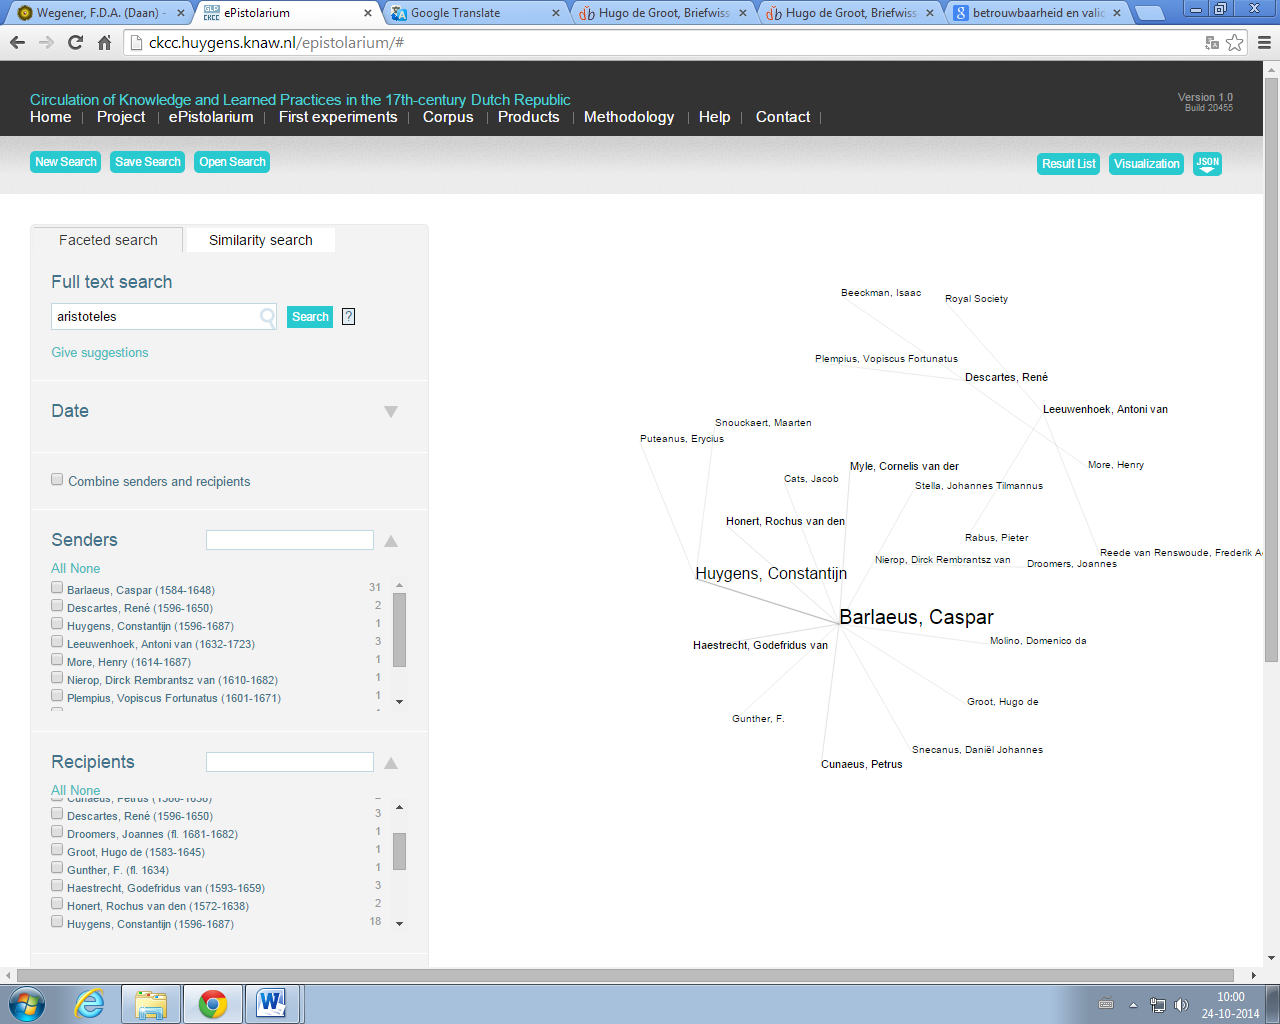 Wegener, F.D.A. (Daan) -
ePistolarium
Google Translate
Hugo de Groot, Briefwiss
Hugo de Groot, Briefwiss
betrouwbaarheid en valid
ckcc.huygens.knaw.nl/epistolarium/#
Circulation of Knowledge and Learned Practices in the 17th-century Dutch Republic
Version 1.0
Build 20455
Home | Project | ePistolarium | First experiments | Corpus | Products | Methodology | Help | Contact |
New Search Save Search Open Search
Result List Visualization JSON
Faceted search Similarity search
Full text search
aristoteles Search ?
Give suggestions
Date
Combine senders and recipients
Senders
All None
Barlaeus, Caspar (1584-1648) 31
Descartes, René (1596-1650) 2
Huygens, Constantijn (1596-1687) 1
Leeuwenhoek, Antoni van (1632-1723) 3
More, Henry (1614-1687) 1
Nierop, Dirck Rembrantsz van (1610-1682) 1
Plempius, Vopiscus Fortunatus (1601-1671) 1
Recipients
All None
Cunaeus, Petrus (1586-1638)
Descartes, René (1596-1650) 3
Droomers, Joannes (fl. 1681-1682) 1
Groot, Hugo de (1583-1645) 1
Gunther, F. (fl. 1634) 1
Haestrecht, Godefridus van (1593-1659) 3
Honert, Rochus van den (1572-1638) 2
Huygens, Constantijn (1596-1687) 18
Beeckman, Isaac
Royal Society
Plempius, Vopiscus Fortunatus
Descartes, René
Leeuwenhoek, Antoni van
Snouckaert, Maarten
Puteanus, Erycius
Myle, Cornelis van der
More, Henry
Cats, Jacob
Stella, Johannes Tilmannus
Honert, Rochus van den
Rabus, Pieter
Reede van Renswoude, Frederik A
Nierop, Dirck Rembrantsz van
Droomers, Joannes
Huygens, Constantijn
Barlaeus, Caspar
Haestrecht, Godefridus van
Molino, Domenico da
Groot, Hugo de
Gunther, F.
Snecanus, Daniël Johannes
Cunaeus, Petrus
10:00
24-10-2014